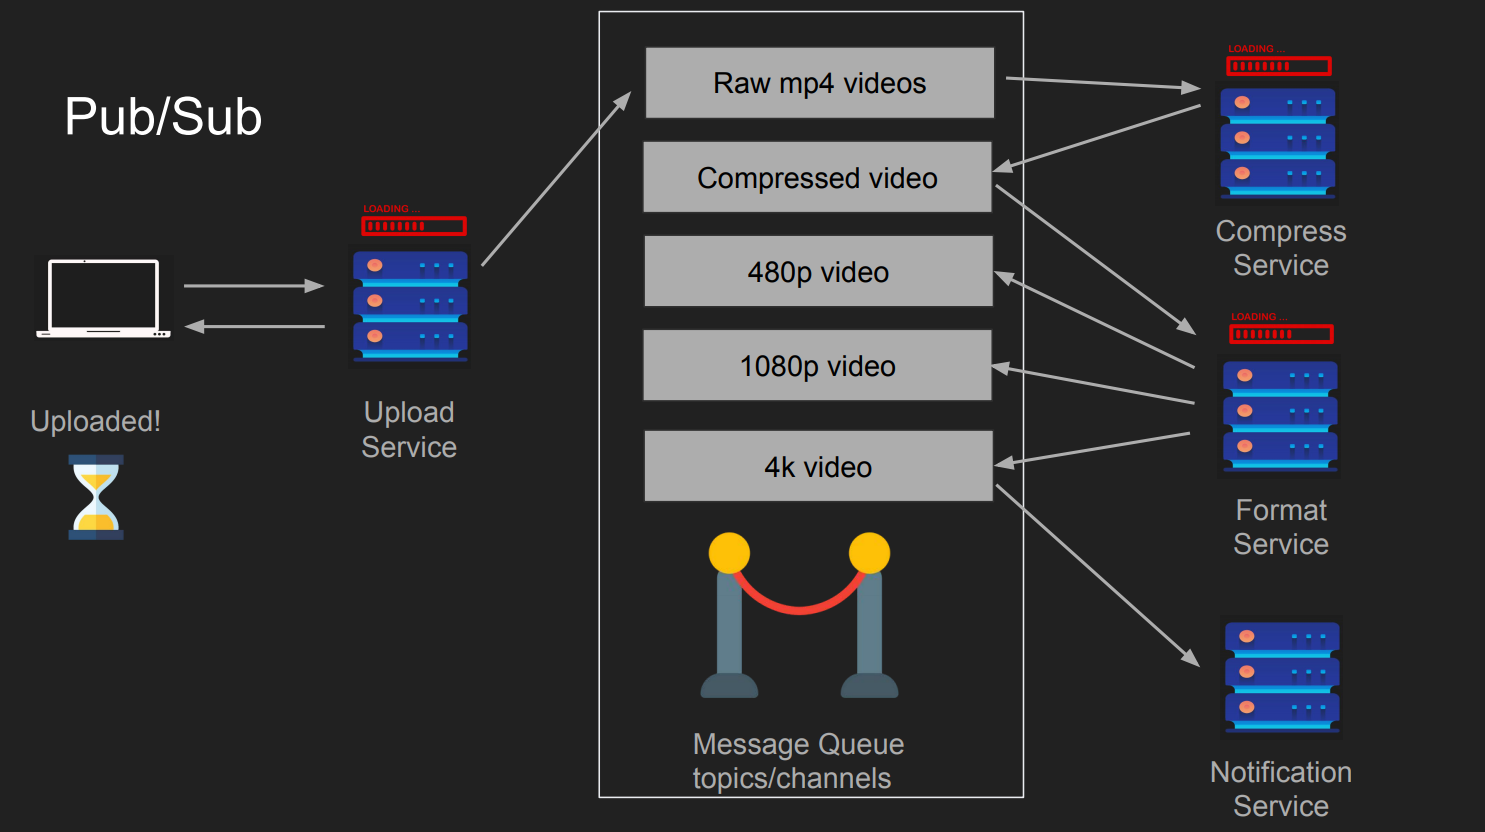 Pub/Sub
LOADING ...
Uploaded!
Upload
Service
Raw mp4 videos
Compressed video
480p video
1080p video
4k video
Message Queue
topics/channels
LOADING ...
Compress
Service
LOADING ...
Format
Service
Notification
Service